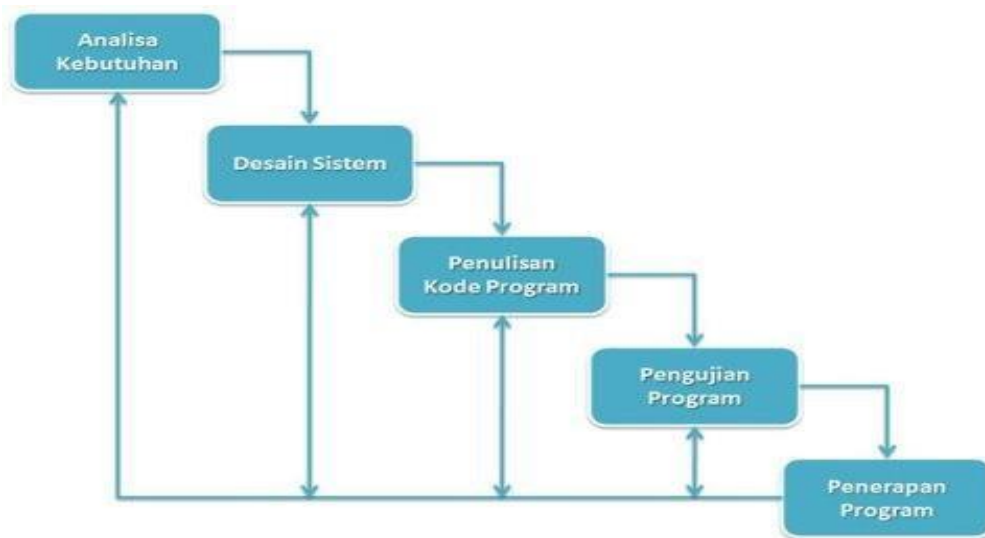 Analisa
Kebutuhan
Desain Sistem
Penulisan
Kode Program
Pengujian
Program
Penerapan
Program